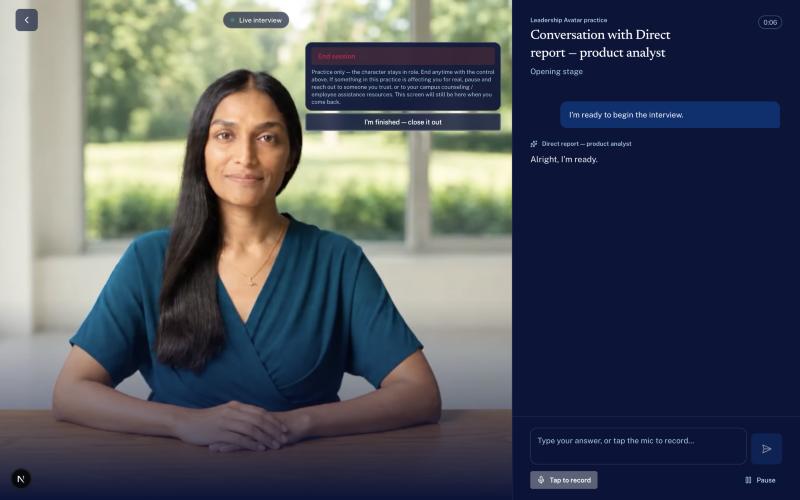 Live interview
End session
Practice only — the character stays in role. End anytime with the control
above. If something in this practice is affecting you for real, pause and
reach out to someone you trust, or to your campus counseling /
employee assistance resources. This screen will still be here when you
come back.
I'm finished — close it out
N
Leadership Avatar practice
0:06
Conversation with Direct
report — product analyst
Opening stage
I'm ready to begin the interview.
Direct report — product analyst
Alright, I'm ready.
Type your answer, or tap the mic to record...
Tap to record
Pause